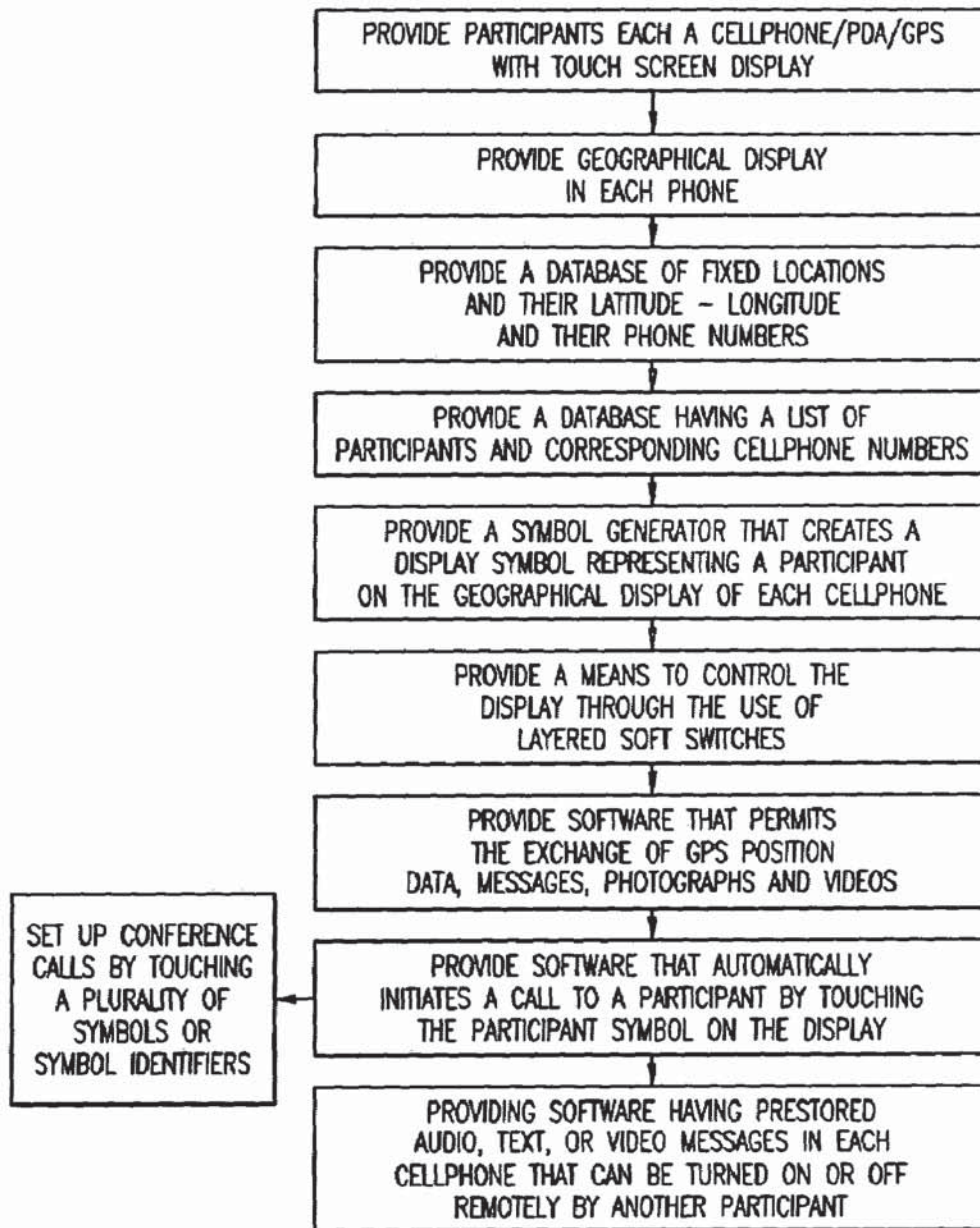 PROVIDE PARTICIPANTS EACH A CELLPHONE/PDA/GPS
WITH TOUCH SCREEN DISPLAY
PROVIDE GEOGRAPHICAL DISPLAY
IN EACH PHONE
PROVIDE A DATABASE OF FIXED LOCATIONS
AND THEIR LATITUDE - LONGITUDE
AND THEIR PHONE NUMBERS
PROVIDE A DATABASE HAVING A LIST OF
PARTICIPANTS AND CORRESPONDING CELLPHONE NUMBERS
PROVIDE A SYMBOL GENERATOR THAT CREATES A
DISPLAY SYMBOL REPRESENTING A PARTICIPANT
ON THE GEOGRAPHICAL DISPLAY OF EACH CELLPHONE
PROVIDE A MEANS TO CONTROL THE
DISPLAY THROUGH THE USE OF
LAYERED SOFT SWITCHES
PROVIDE SOFTWARE THAT PERMITS
THE EXCHANGE OF GPS POSITION
DATA, MESSAGES, PHOTOGRAPHS AND VIDEOS
PROVIDE SOFTWARE THAT AUTOMATICALLY
INITIATES A CALL TO A PARTICIPANT BY TOUCHING
THE PARTICIPANT SYMBOL ON THE DISPLAY
SET UP CONFERENCE
CALLS BY TOUCHING
A PLURALITY OF
SYMBOLS OR
SYMBOL IDENTIFIERS
PROVIDING SOFTWARE HAVING PRESTORED
AUDIO, TEXT, OR VIDEO MESSAGES IN EACH
CELLPHONE THAT CAN BE TURNED ON OR OFF
REMOTELY BY ANOTHER PARTICIPANT